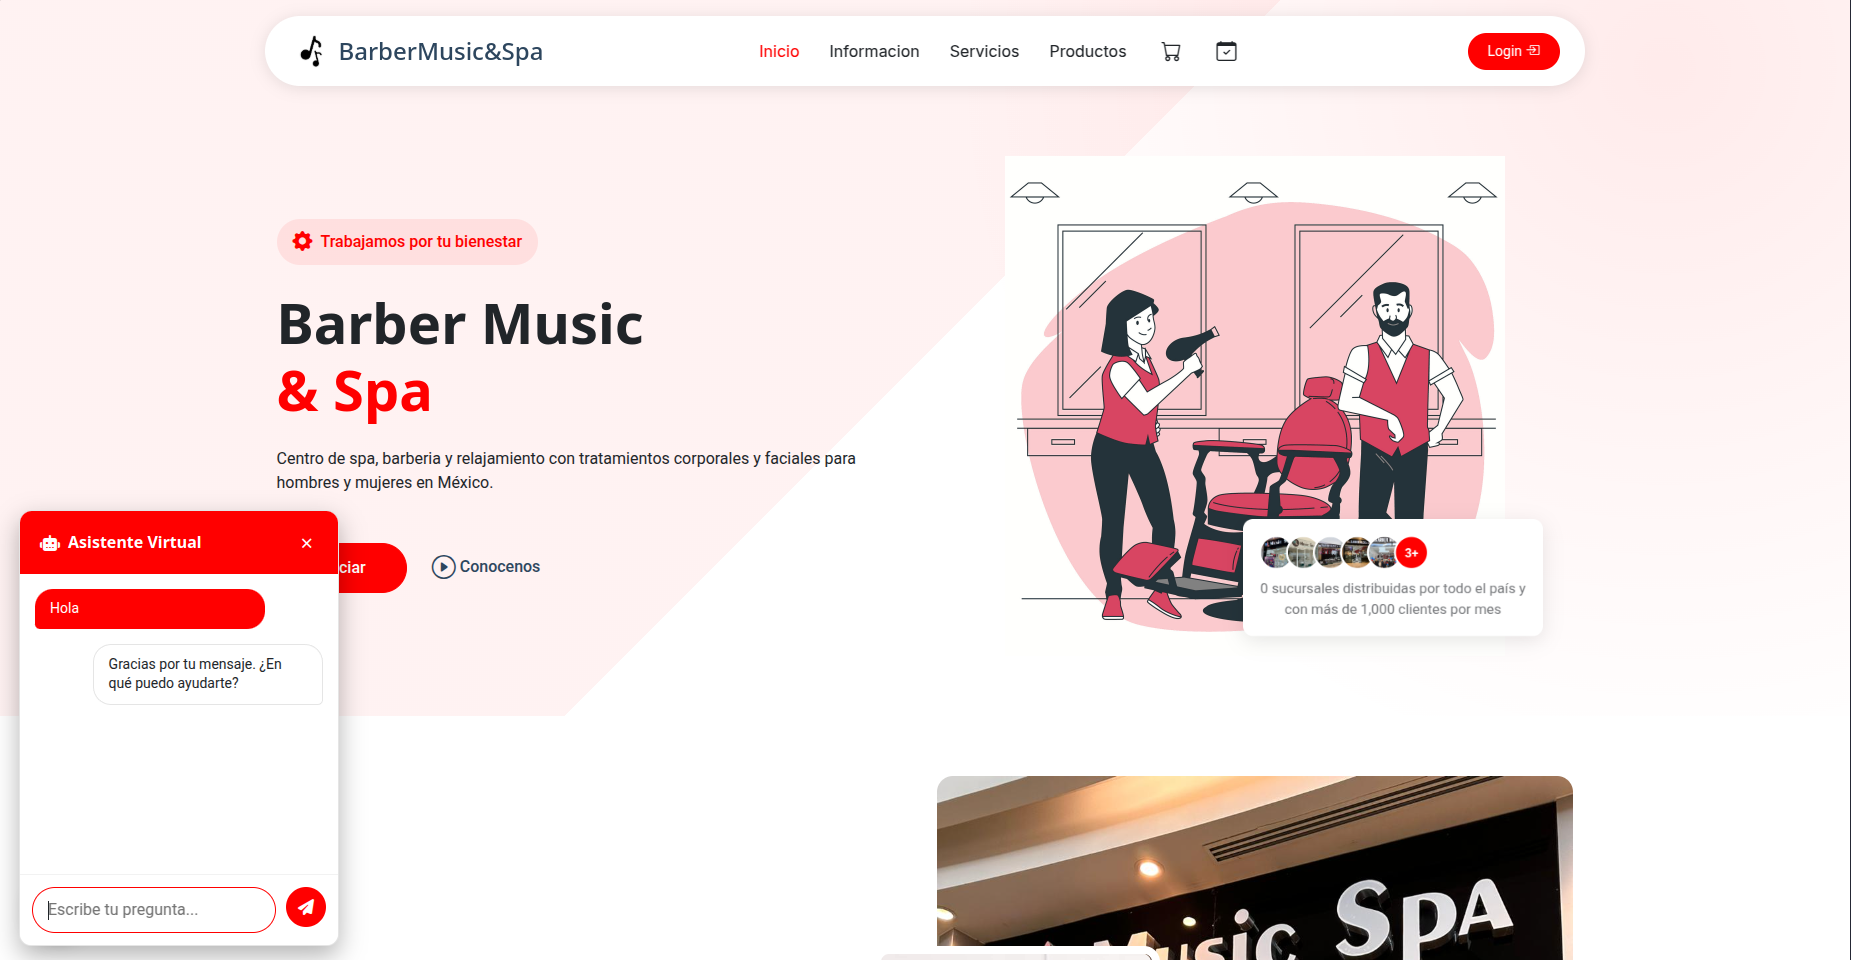 BarberMusic&Spa
Inicio
Informacion
Servicios
Productos
Login
Trabajamos por tu bienestar
Barber Music
& Spa
Centro de spa, barberia y relajamiento con tratamientos corporales y faciales para
hombres y mujeres en México.
ciar
Conocenos
3+
0 sucursales distribuidas por todo el país y
con más de 1,000 clientes por mes
Asistente Virtual
Hola
Gracias por tu mensaje. ¿En
qué puedo ayudarte?
Escribe tu pregunta...
Music Spa